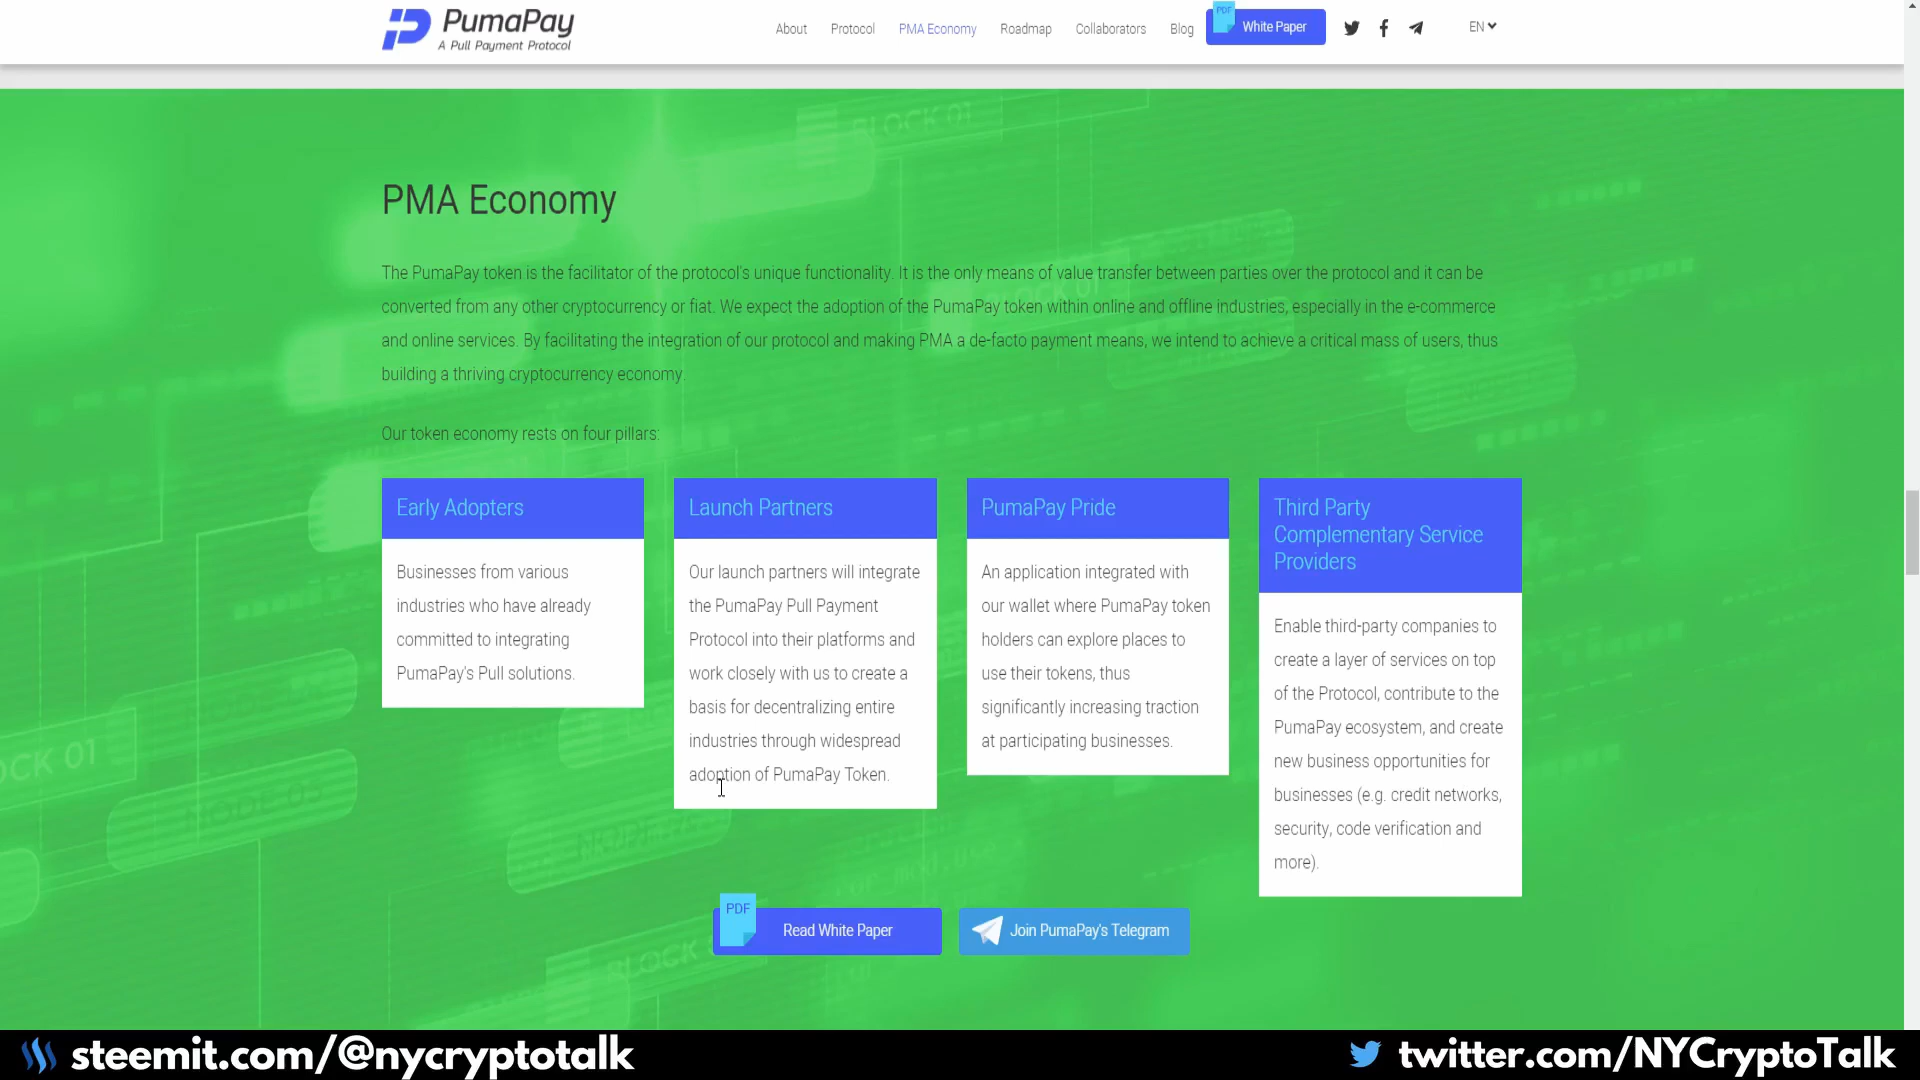 PumaPay
A Pull Payment Protocol
About
Protocol
PMA Economy
Roadmap
Collaborators
Blog
PDF
White Paper
EN
BLOCK 01
PMA Economy
The PumaPay token is the facilitator of the protocol's unique functionality. It is the only means of value transfer between parties over the protocol and it can be
converted from any other cryptocurrency or fiat. We expect the adoption of the PumaPay token within online and offline industries, especially in the e-commerce
and online services. By facilitating the integration of our protocol and making PMA a de-facto payment means, we intend to achieve a critical mass of users, thus
building a thriving cryptocurrency economy.
Our token economy rests on four pillars:
Early Adopters
Businesses from various
industries who have already
committed to integrating
PumaPay's Pull solutions.
Launch Partners
Our launch partners will integrate
the PumaPay Pull Payment
Protocol into their platforms and
work closely with us to create a
basis for decentralizing entire
industries through widespread
adoption of PumaPay Token.
PumaPay Pride
An application integrated with
our wallet where PumaPay token
holders can explore places to
use their tokens, thus
significantly increasing traction
at participating businesses.
Third Party
Complementary Service
Providers
Enable third-party companies to
create a layer of services on top
of the Protocol, contribute to the
PumaPay ecosystem, and create
new business opportunities for
businesses (e.g. credit networks,
security, code verification and
more).
OCK 01
NODE 03
BLOCK
PDF
Read White Paper
Join PumaPay's Telegram
steemit.com/@nycryptotalk
twitter.com/NYCryptoTalk